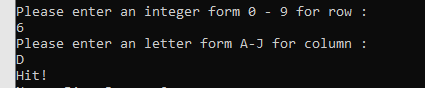 Please enter an integer form 0 - 9 for row :
6
Please enter an letter form A-J for column :
D
Hit!